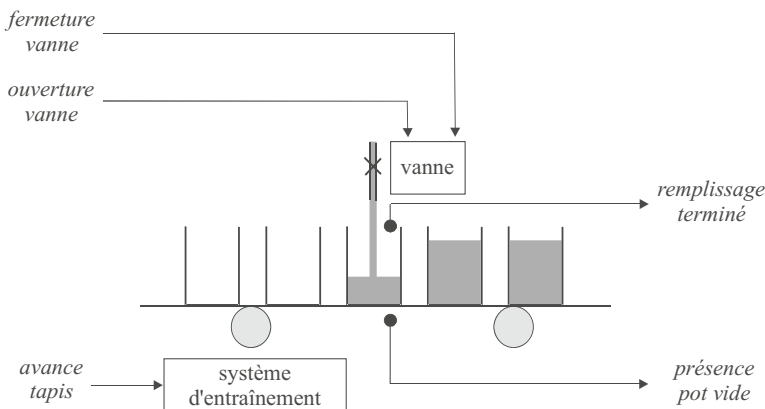 fermeture
vanne
ouverture
vanne
vanne
remplissage
terminé
avance
tapis
système
d'entraînement
présence
pot vide